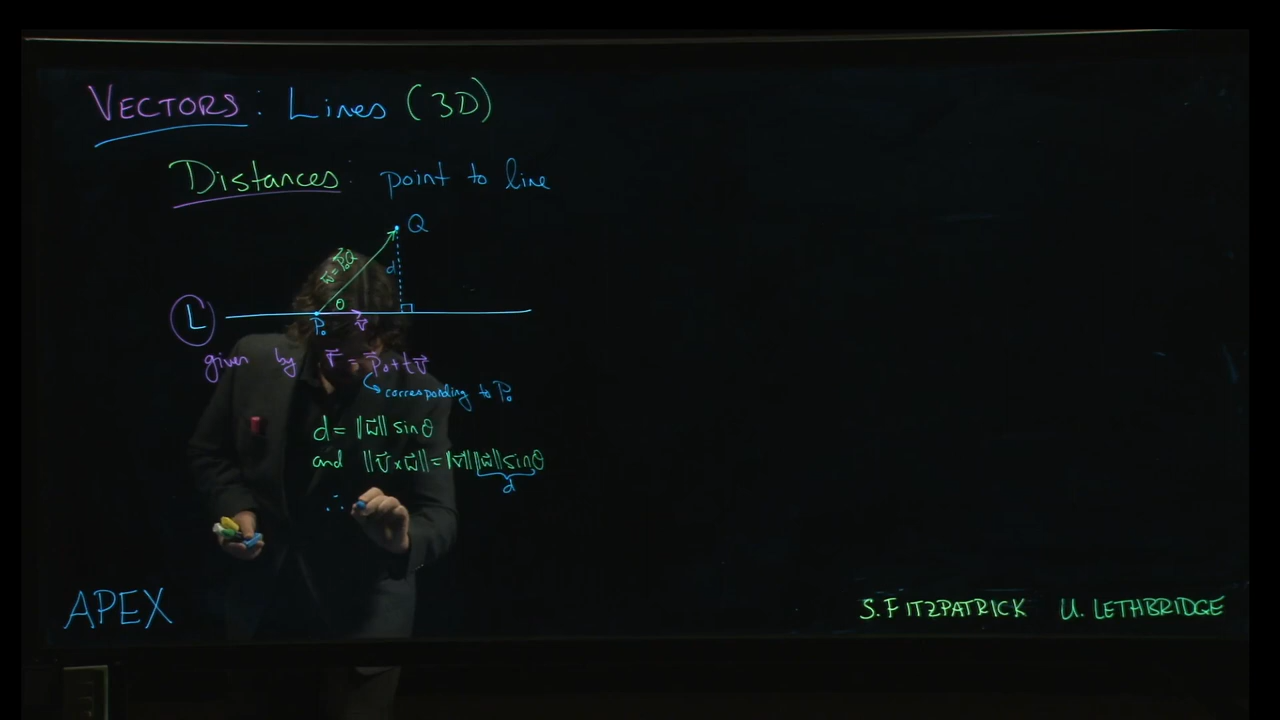 VECTORS: Lines (3D)
Distances: point to line
Q
w⃗ = P₀Q⃗
d
θ
L
P₀
v⃗
given by r⃗ = p⃗₀ + tv⃗
corresponding to P₀
d = ‖w⃗‖ sin θ
and ‖v⃗ × w⃗‖ = ‖v⃗‖‖w⃗‖ sin θ
d
∴
APEX
S. FITZPATRICK U. LETHBRIDGE